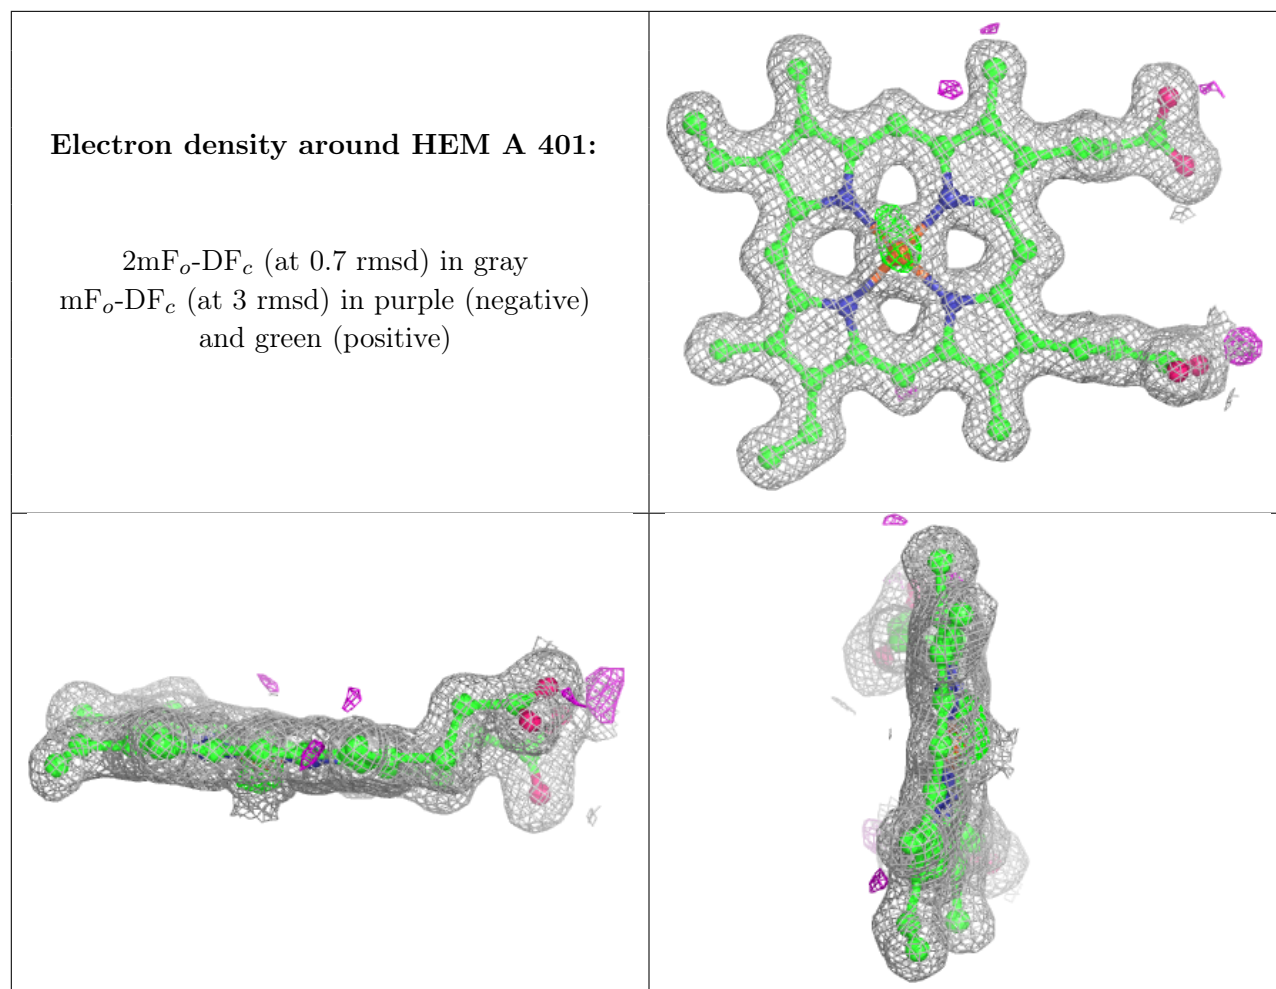 Electron density around HEM A 401:
2mFo-DFc (at 0.7 rmsd) in gray
mFo-DFc (at 3 rmsd) in purple (negative)
and green (positive)